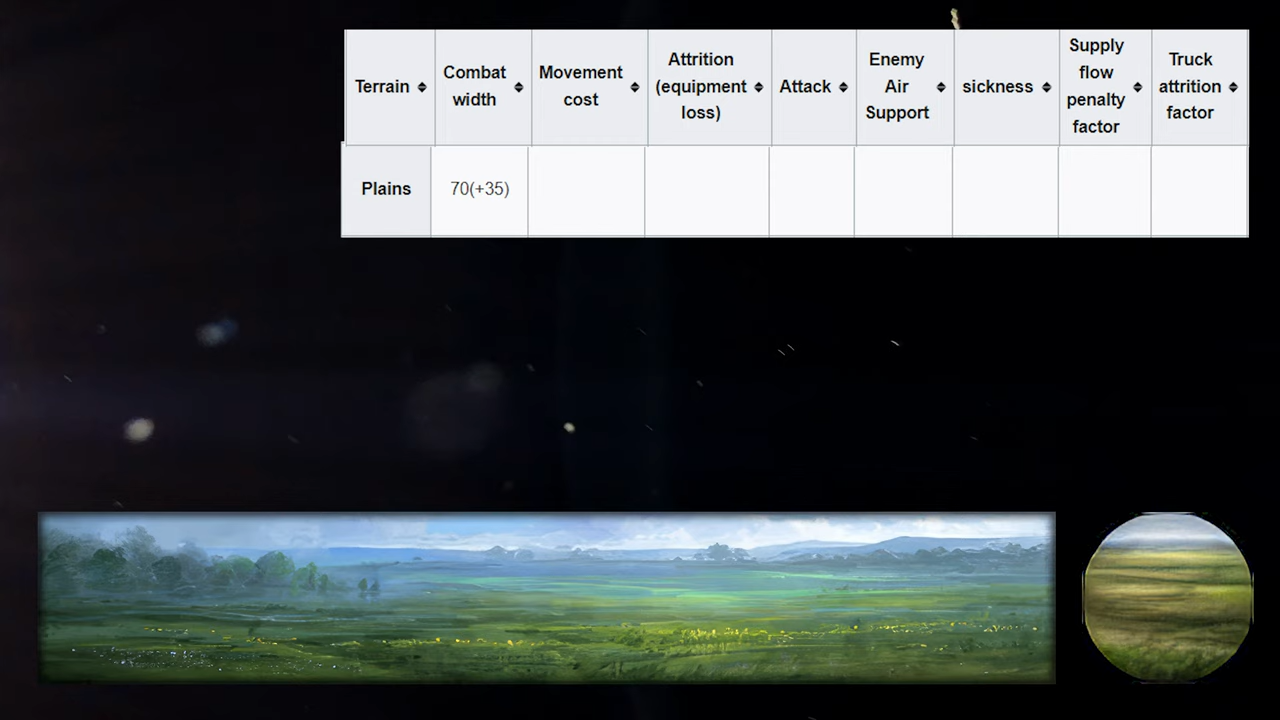 Terrain
Combat width
Movement cost
Attrition (equipment loss)
Attack
Enemy Air Support
sickness
Supply flow penalty factor
Truck attrition factor
Plains
70(+35)